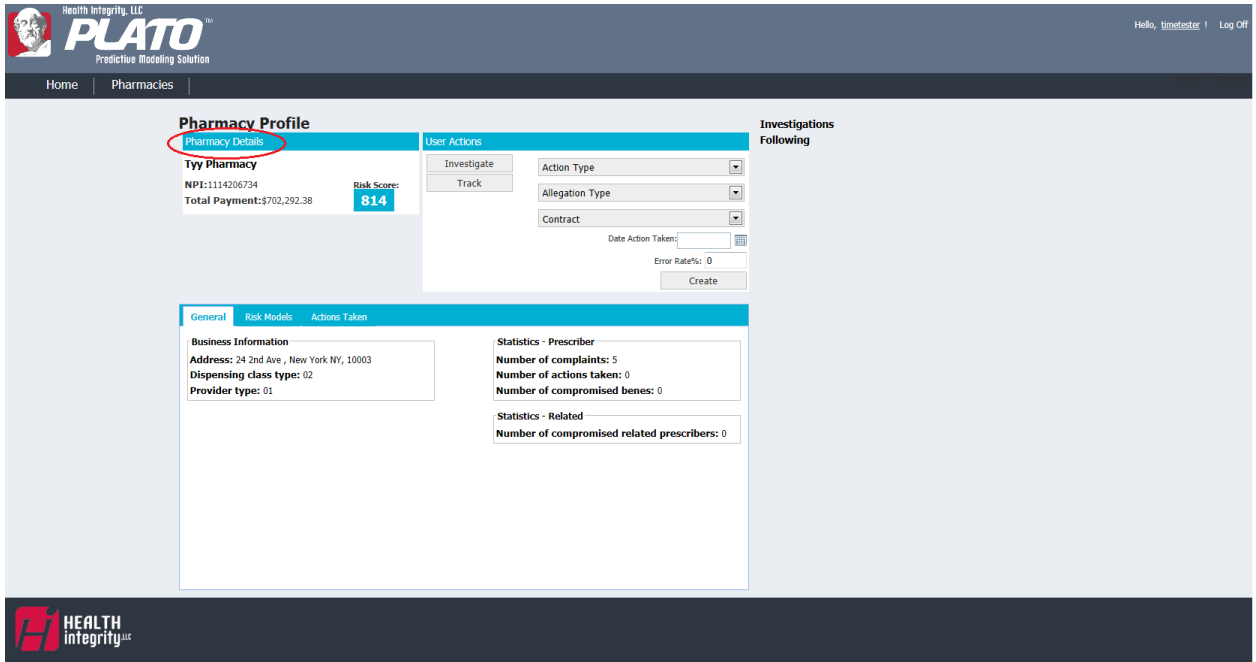 Health Integrity, LLC
PLATO™
Predictive Modeling Solution
Hello, timetester ! Log Off
Home Pharmacies
Pharmacy Profile
Pharmacy Details
Tyy Pharmacy
NPI:1114206734
Risk Score:
Total Payment:$702,292.38
814
User Actions
Investigate
Track
Action Type
Allegation Type
Contract
Date Action Taken:
Error Rate%: 0
Create
Investigations
Following
General Risk Models Actions Taken
Business Information
Address: 24 2nd Ave , New York NY, 10003
Dispensing class type: 02
Provider type: 01
Statistics - Prescriber
Number of complaints: 5
Number of actions taken: 0
Number of compromised benes: 0
Statistics - Related
Number of compromised related prescribers: 0
HEALTH
integrity LLC